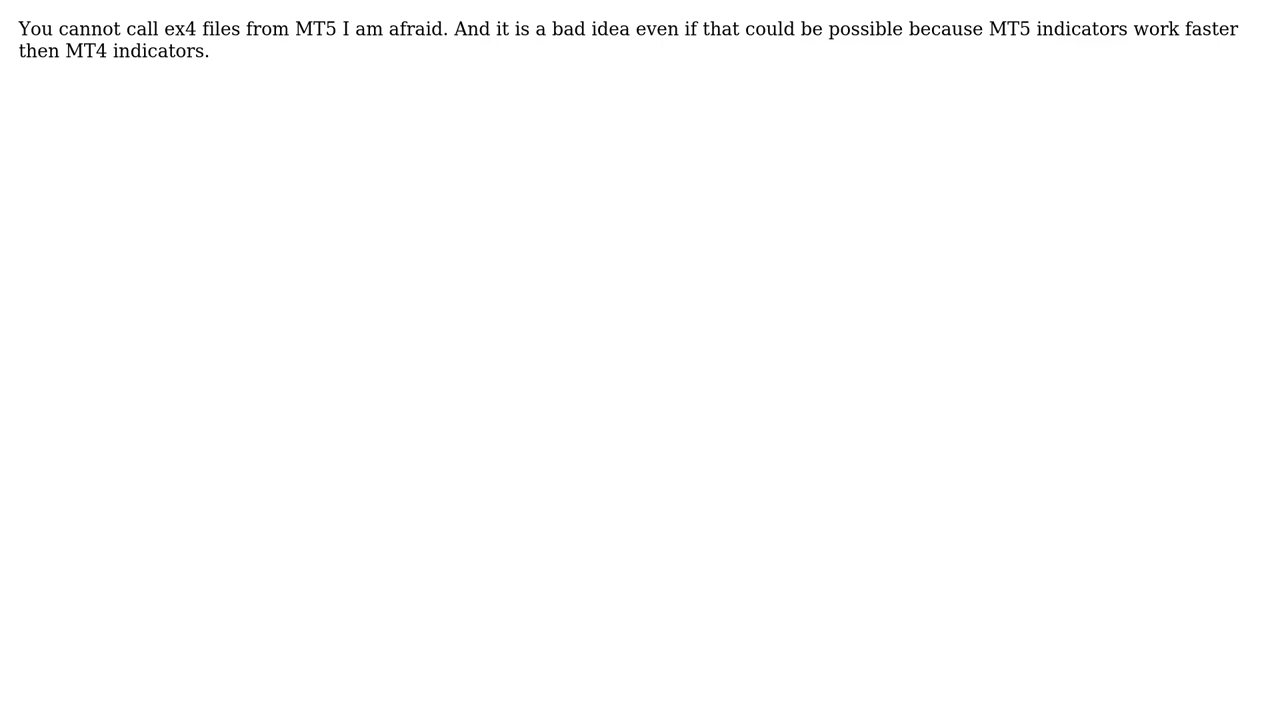 You cannot call ex4 files from MT5 I am afraid. And it is a bad idea even if that could be possible because MT5 indicators work faster
then MT4 indicators.